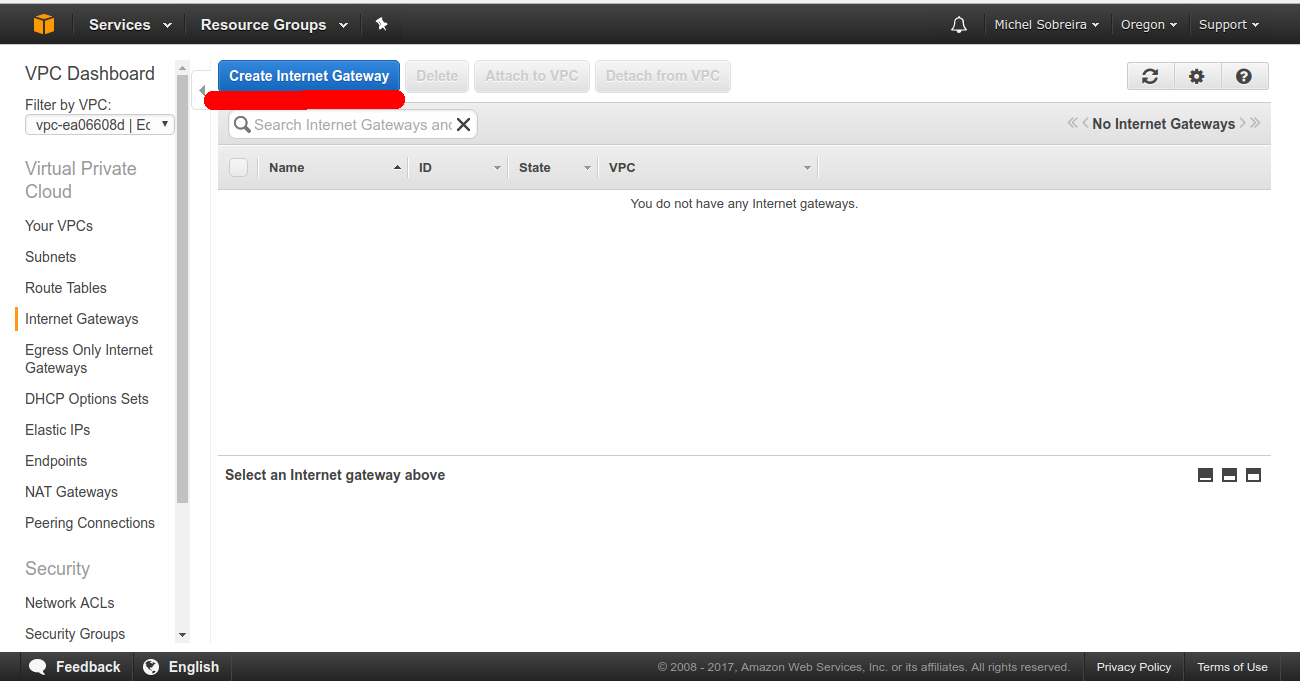 Services
Resource Groups
Michel Sobreira
Oregon
Support
VPC Dashboard
Filter by VPC:
vpc-ea06608d | Ec
Virtual Private
Cloud
Your VPCs
Subnets
Route Tables
Internet Gateways
Egress Only Internet
Gateways
DHCP Options Sets
Elastic IPs
Endpoints
NAT Gateways
Peering Connections
Security
Network ACLs
Security Groups
Create Internet Gateway
Delete
Attach to VPC
Detach from VPC
Search Internet Gateways and
No Internet Gateways
Name
ID
State
VPC
You do not have any Internet gateways.
Select an Internet gateway above
Feedback
English
© 2008 - 2017, Amazon Web Services, Inc. or its affiliates. All rights reserved.
Privacy Policy
Terms of Use